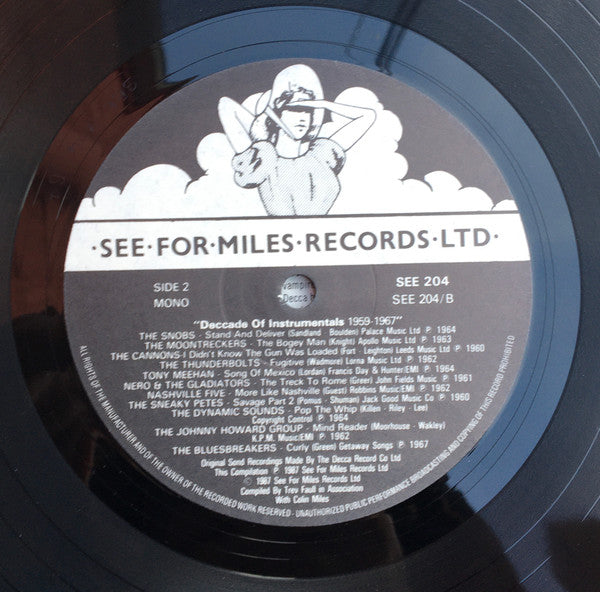 ·SEE·FOR·MILES·RECORDS·LTD·
SIDE 2
SEE 204
MONO
SEE 204/B
Vampir
Decca
"Daccade Of Instrumentals 1959-1967"
THE SNOBS - Stand And Deliver (Sandland - Boulden) Palace Music Ltd ℗ 1964
THE MOONTRECKERS - The Bogey Man (Knight) Apollo Music Ltd ℗ 1963
THE CANNONS-I Didn't Know The Gun Was Loaded (Fort - Leighton) Leeds Music Ltd ℗ 1960
THE THUNDERBOLTS - Fugitive (Wadmore) Lorna Music Ltd ℗ 1962
TONY MEEHAN - Song Of Mexico (Lordan) Francis Day & Hunter/EMI ℗ 1964
NERO & THE GLADIATORS - The Treck To Rome (Green) John Fields Music ℗ 1961
NASHVILLE FIVE - More Like Nashville (Guest) Robbins Music/EMI ℗ 1962
THE SNEAKY PETES - Savage Part 2 (Pomus - Shuman) Jack Good Music Co ℗ 1960
THE DYNAMIC SOUNDS - Pop The Whip (Killen - Riley - Lee)
Copyright Control ℗ 1964
THE JOHNNY HOWARD GROUP - Mind Reader (Moorhouse - Wakley)
K.P.M. Music/EMI ℗ 1962
THE BLUESBREAKERS - Curly (Green) Getaway Songs ℗ 1967
Original Sond Recordings Made By The Decca Record Co Ltd
This Compilation ℗ 1987 See For Miles Records Ltd
© 1987 See For Miles Records Ltd
Compiled By Trev Faull in Association
With Colin Miles
ALL RIGHTS OF THE MANUFACTURER AND OF THE OWNER OF THE RECORDED WORK RESERVED - UNAUTHORIZED PUBLIC PERFORMANCE BROADCASTING AND COPYING OF THIS RECORD PROHIBITED